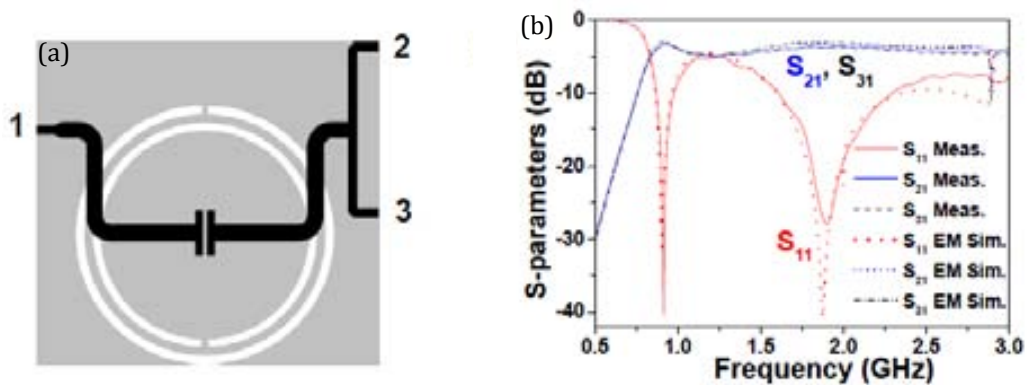 (a)
1
2
3
(b)
S-parameters (dB)
0
-10
-20
-30
-40
S21, S31
S11
S11 Meas.
S21 Meas.
S31 Meas.
S11 EM Sim.
S21 EM Sim.
S31 EM Sim.
0.5 1.0 1.5 2.0 2.5 3.0
Frequency (GHz)